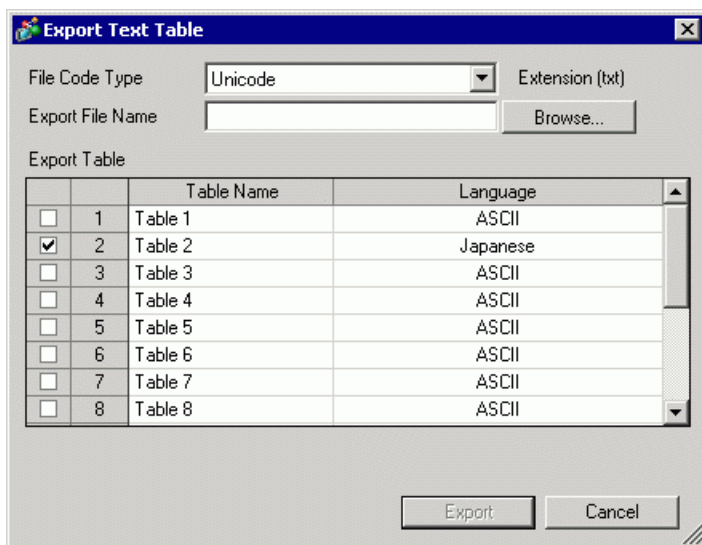 Export Text Table
File Code Type Unicode Extension (txt)
Export File Name Browse...
Export Table
Table Name Language
1 Table 1 ASCII
2 Table 2 Japanese
3 Table 3 ASCII
4 Table 4 ASCII
5 Table 5 ASCII
6 Table 6 ASCII
7 Table 7 ASCII
8 Table 8 ASCII
Export Cancel